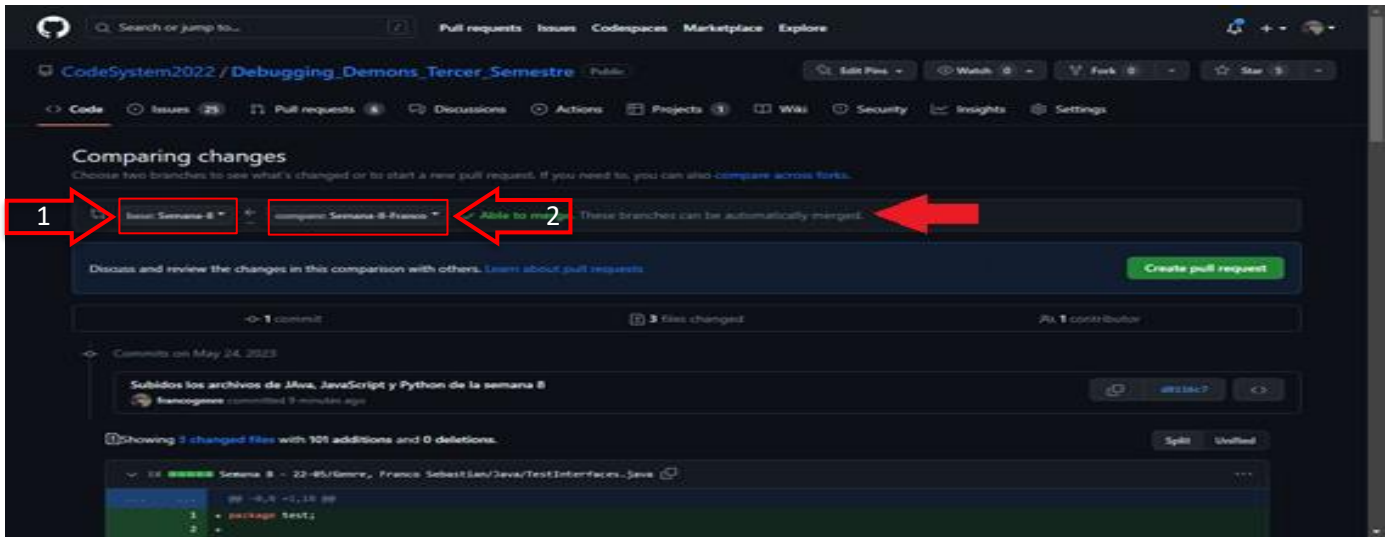 Search or jump to...
Pull requests Issues Codespaces Marketplace Explore
CodeSystem2022 / Debugging_Demons_Tercer_Semestre Public
Edit Pins Watch 0 Fork 0 Star 5
Code Issues 25 Pull requests 6 Discussions Actions Projects 1 Wiki Security Insights Settings
Comparing changes
Choose two branches to see what's changed or to start a new pull request. If you need to, you can also compare across forks.
1 base: Semana-8 compare: Semana-8-Franco 2 Able to merge. These branches can be automatically merged.
Discuss and review the changes in this comparison with others. Learn about pull requests
Create pull request
1 commit
3 files changed
1 contributor
Commits on May 24, 2023
Subidos los archivos de JAva, JavaScript y Python de la semana 8
committed 9 minutes ago
Showing 3 changed files with 101 additions and 0 deletions.
Split Unified
Semana 8 - 22-05/Genre, Franco Sebastian/Java/TestInterfaces.java
@@ -0,0 +1,18 @@
1 + package test;
2 +